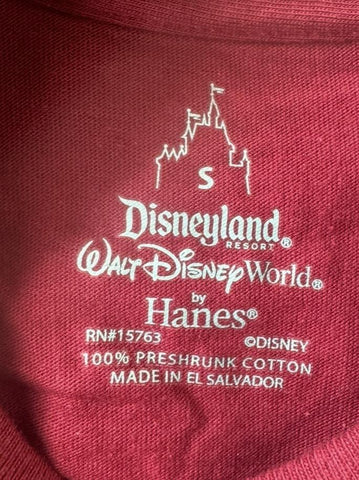 S
Disneyland®
RESORT
Walt Disney World®
by
Hanes®
RN#15763 ©DISNEY
100% PRESHRUNK COTTON
MADE IN EL SALVADOR